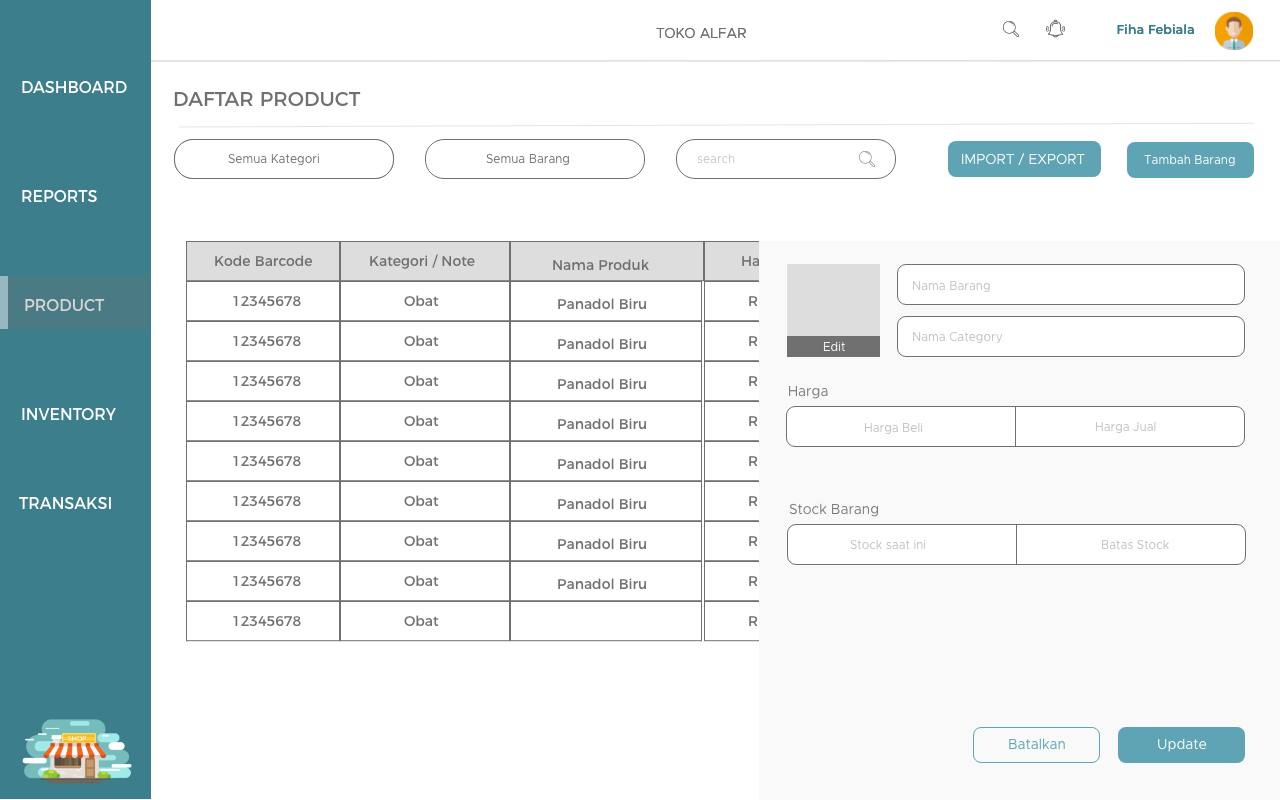 TOKO ALFAR
Fiha Febiala
DASHBOARD
REPORTS
PRODUCT
INVENTORY
TRANSAKSI
SHOP
DAFTAR PRODUCT
Semua Kategori
Semua Barang
search
IMPORT / EXPORT
Tambah Barang
Kode Barcode Kategori / Note Nama Produk Ha
12345678 Obat Panadol Biru R
12345678 Obat Panadol Biru R
12345678 Obat Panadol Biru R
12345678 Obat Panadol Biru R
12345678 Obat Panadol Biru R
12345678 Obat Panadol Biru R
12345678 Obat Panadol Biru R
12345678 Obat Panadol Biru R
12345678 Obat R
Edit
Nama Barang
Nama Category
Harga
Harga Beli Harga Jual
Stock Barang
Stock saat ini Batas Stock
Batalkan Update